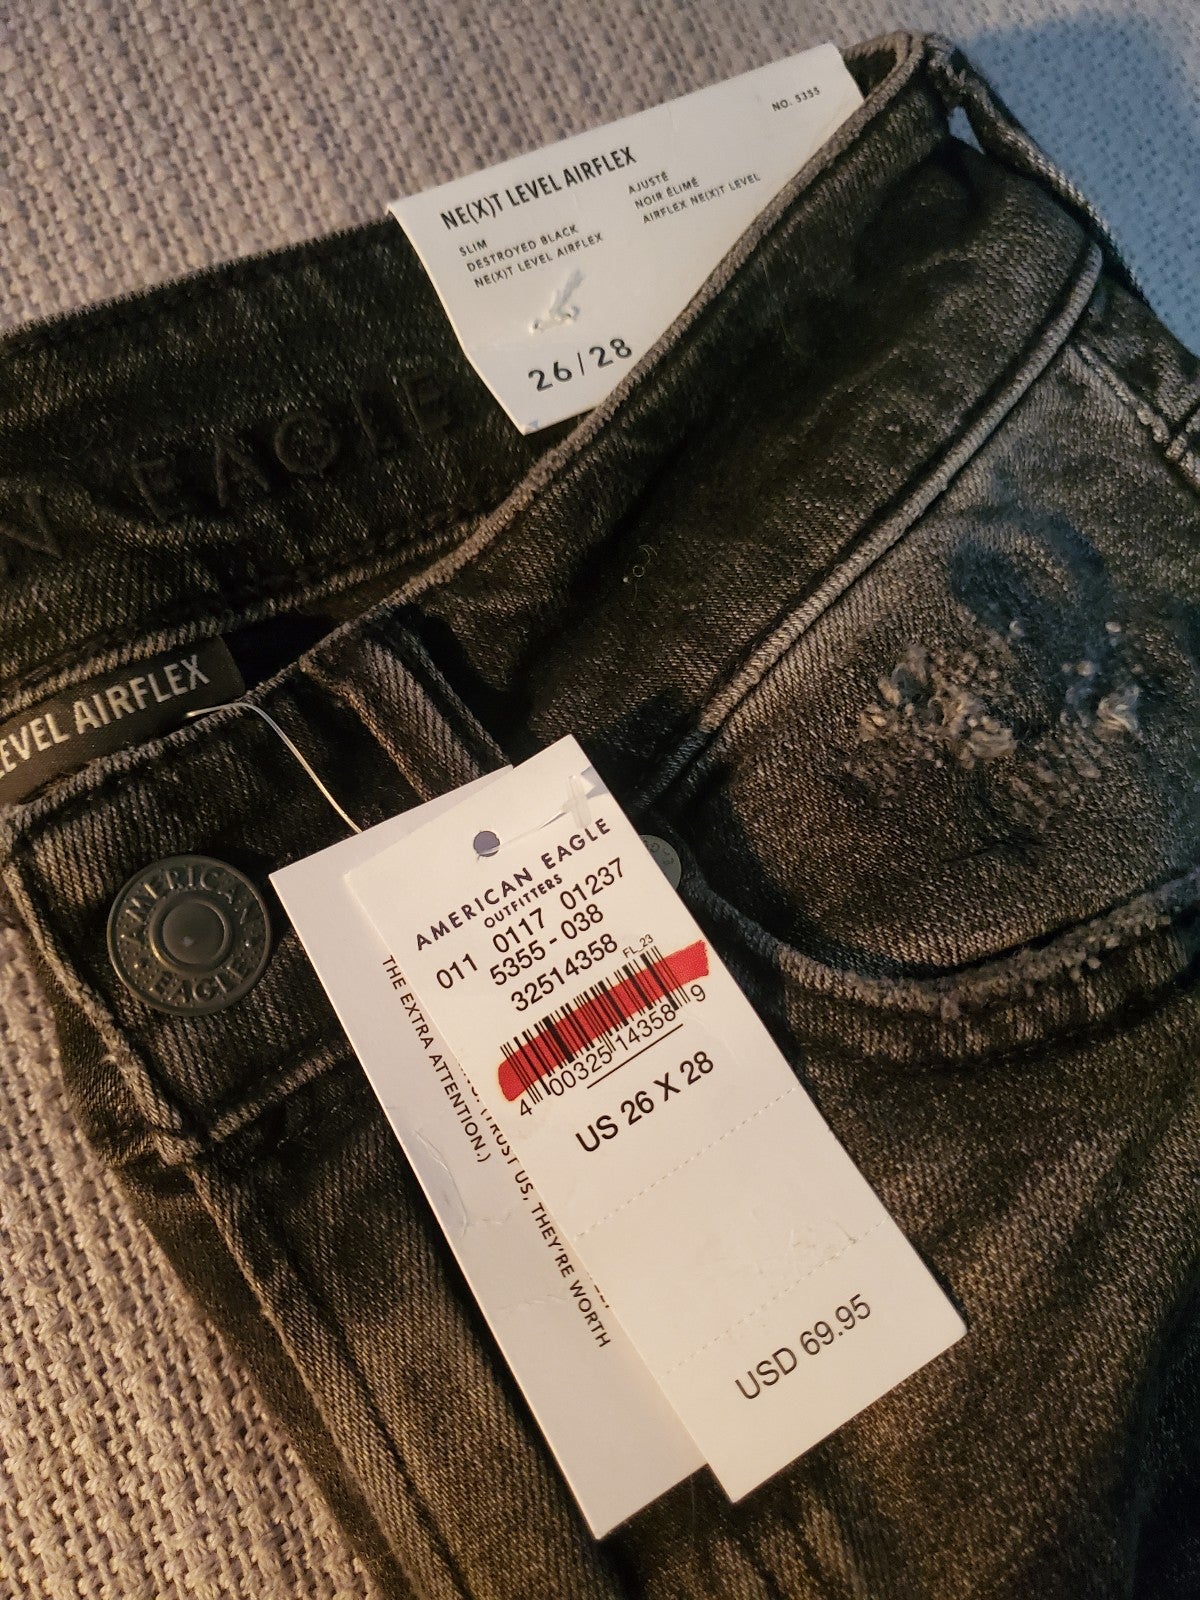 NO. 5355
NE(X)T LEVEL AIRFLEX
SLIM
DESTROYED BLACK
NE(X)T LEVEL AIRFLEX
AJUSTÉ
NOIR ÉLIMÉ
AIRFLEX NE(X)T LEVEL
26/28
EAGLE
LEVEL AIRFLEX
AMERICAN
EAGLE
AMERICAN EAGLE
OUTFITTERS
011 0117 01237
5355 - 038
32514358 FL_23
4 00325 14358 9
US 26 X 28
USD 69.95
(TRUST US, THEY'RE WORTH
THE EXTRA ATTENTION.)